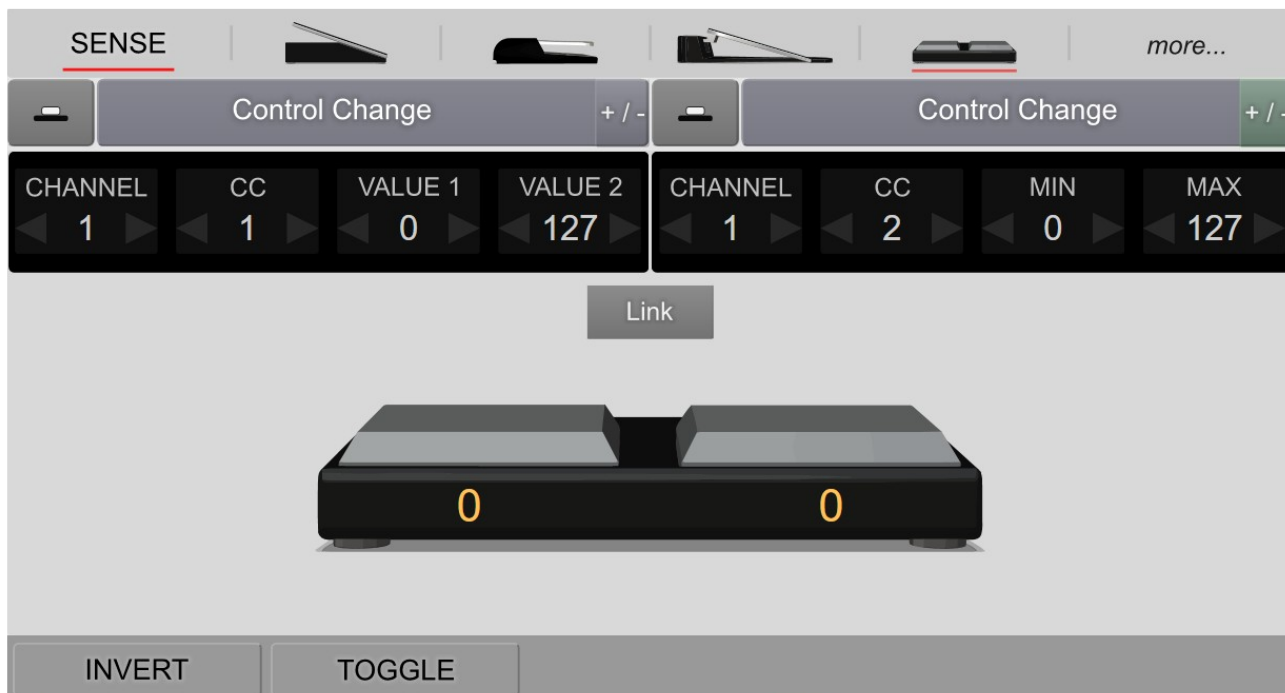 SENSE more...
Control Change + / - Control Change + / -
CHANNEL CC VALUE 1 VALUE 2 CHANNEL CC MIN MAX
1 1 0 127 1 2 0 127
Link
0 0
INVERT TOGGLE